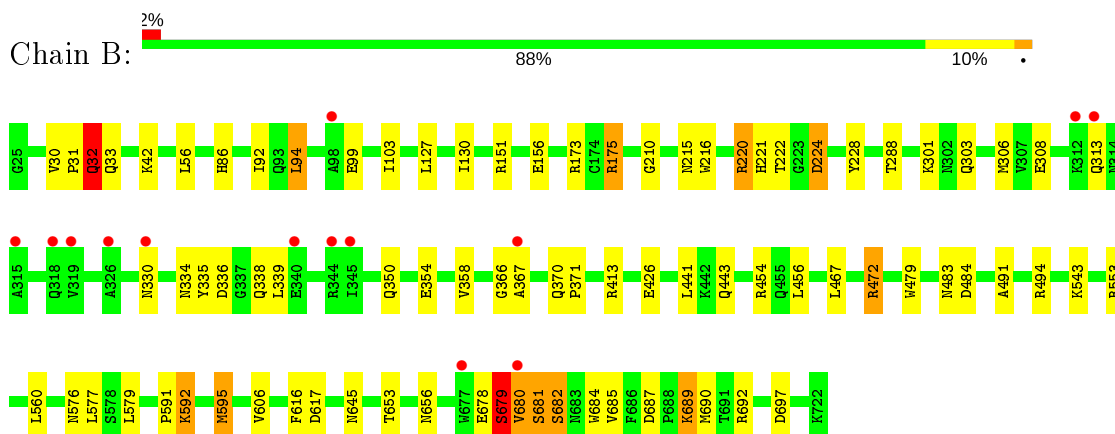 2%
Chain B:
88% 10% •
G25 V30 P31 Q32 Q33 K42 L56 H86 I92 Q93 L94 A98 E99 I103 L127 I130 R151 E156 R173 C174 R175 G210 N215 W216 R220 H221 T222 G223 D224 Y228 T288 K301 N302 Q303 M306 V307 E308 K312 Q313 N314
A315 Q318 V319 A326 N330 N334 Y335 D336 G337 Q338 L339 E340 R344 I345 Q350 E354 V358 G366 A367 Q370 P371 R413 E426 L441 K442 Q443 R454 Q455 L456 L467 R472 W479 N483 D484 A491 R494 K543 R553
L560 N576 L577 S578 L579 P591 K592 M595 V606 F616 D617 N645 T653 N656 W677 E678 S679 V680 S681 S682 N683 W684 V685 F686 D687 P688 K689 M690 T691 R692 D697 K722